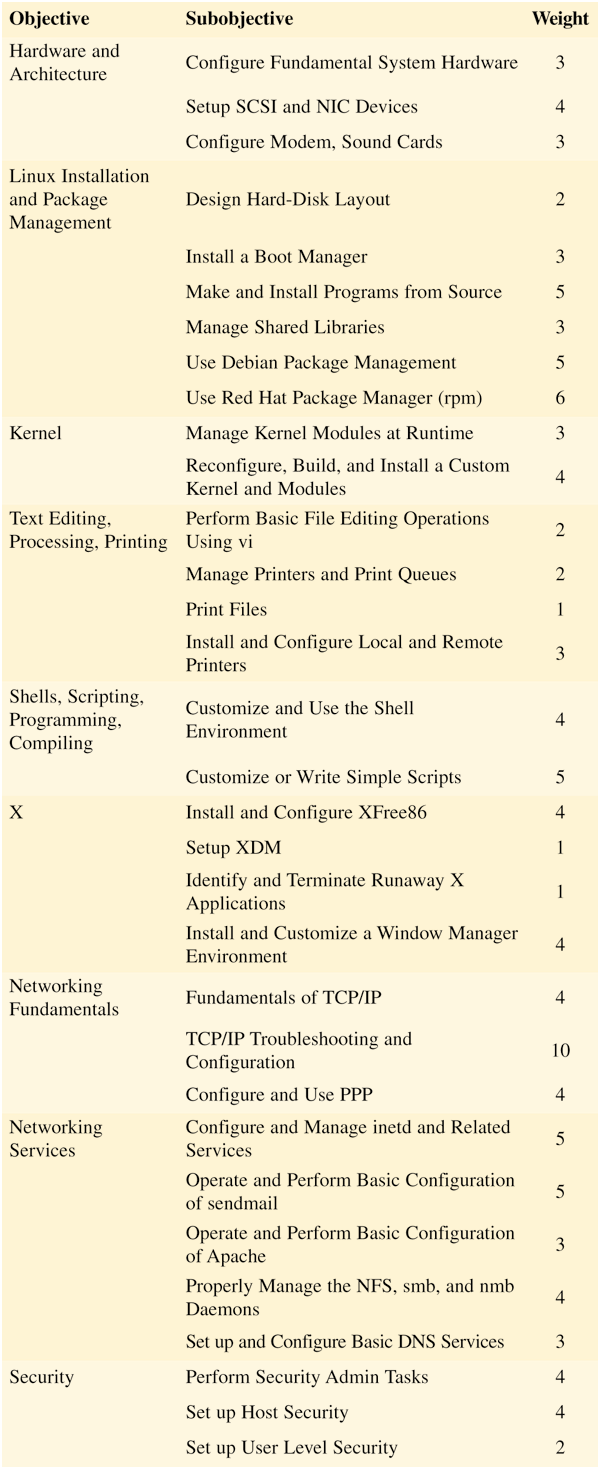 Objective Subobjective Weight
Hardware and
Architecture
Configure Fundamental System Hardware 3
Setup SCSI and NIC Devices 4
Configure Modem, Sound Cards 3
Linux Installation
and Package
Management
Design Hard-Disk Layout 2
Install a Boot Manager 3
Make and Install Programs from Source 5
Manage Shared Libraries 3
Use Debian Package Management 5
Use Red Hat Package Manager (rpm) 6
Kernel Manage Kernel Modules at Runtime 3
Reconfigure, Build, and Install a Custom
Kernel and Modules 4
Text Editing,
Processing, Printing
Perform Basic File Editing Operations
Using vi 2
Manage Printers and Print Queues 2
Print Files 1
Install and Configure Local and Remote
Printers 3
Shells, Scripting,
Programming,
Compiling
Customize and Use the Shell
Environment 4
Customize or Write Simple Scripts 5
X Install and Configure XFree86 4
Setup XDM 1
Identify and Terminate Runaway X
Applications 1
Install and Customize a Window Manager
Environment 4
Networking
Fundamentals
Fundamentals of TCP/IP 4
TCP/IP Troubleshooting and
Configuration 10
Configure and Use PPP 4
Networking
Services
Configure and Manage inetd and Related
Services 5
Operate and Perform Basic Configuration
of sendmail 5
Operate and Perform Basic Configuration
of Apache 3
Properly Manage the NFS, smb, and nmb
Daemons 4
Set up and Configure Basic DNS Services 3
Security Perform Security Admin Tasks 4
Set up Host Security 4
Set up User Level Security 2